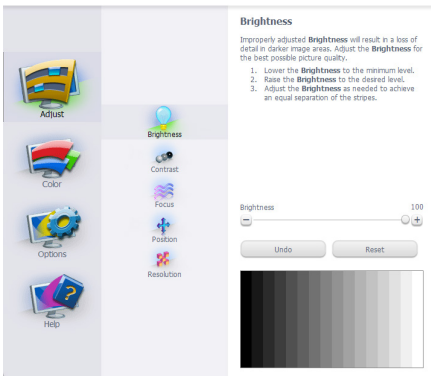 Brightness
Improperly adjusted Brightness will result in a loss of
detail in darker image areas. Adjust the Brightness for
the best possible picture quality.
1. Lower the Brightness to the minimum level.
2. Raise the Brightness to the desired level.
3. Adjust the Brightness as needed to achieve
an equal separation of the stripes.
Adjust
Color
Options
?
Help
Brightness
Contrast
Focus
Position
Resolution
Brightness 100
− +
Undo Reset